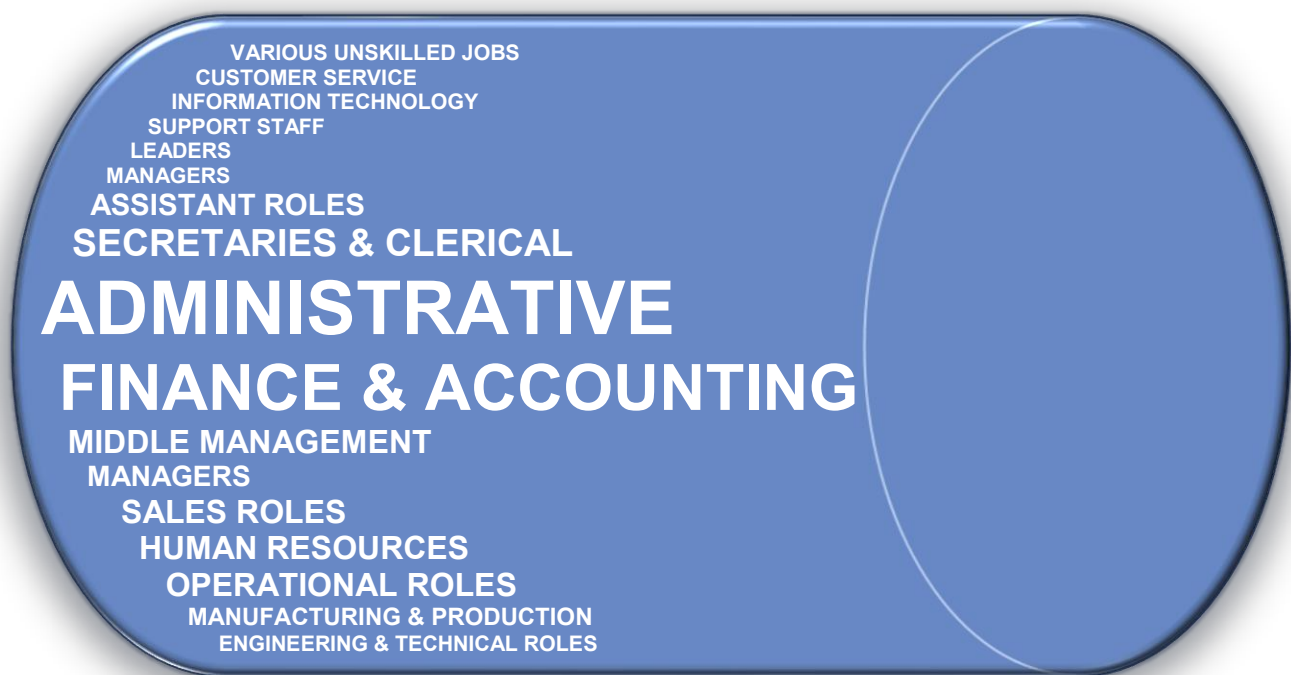 VARIOUS UNSKILLED JOBS
CUSTOMER SERVICE
INFORMATION TECHNOLOGY
SUPPORT STAFF
LEADERS
MANAGERS
ASSISTANT ROLES
SECRETARIES & CLERICAL
ADMINISTRATIVE
FINANCE & ACCOUNTING
MIDDLE MANAGEMENT
MANAGERS
SALES ROLES
HUMAN RESOURCES
OPERATIONAL ROLES
MANUFACTURING & PRODUCTION
ENGINEERING & TECHNICAL ROLES